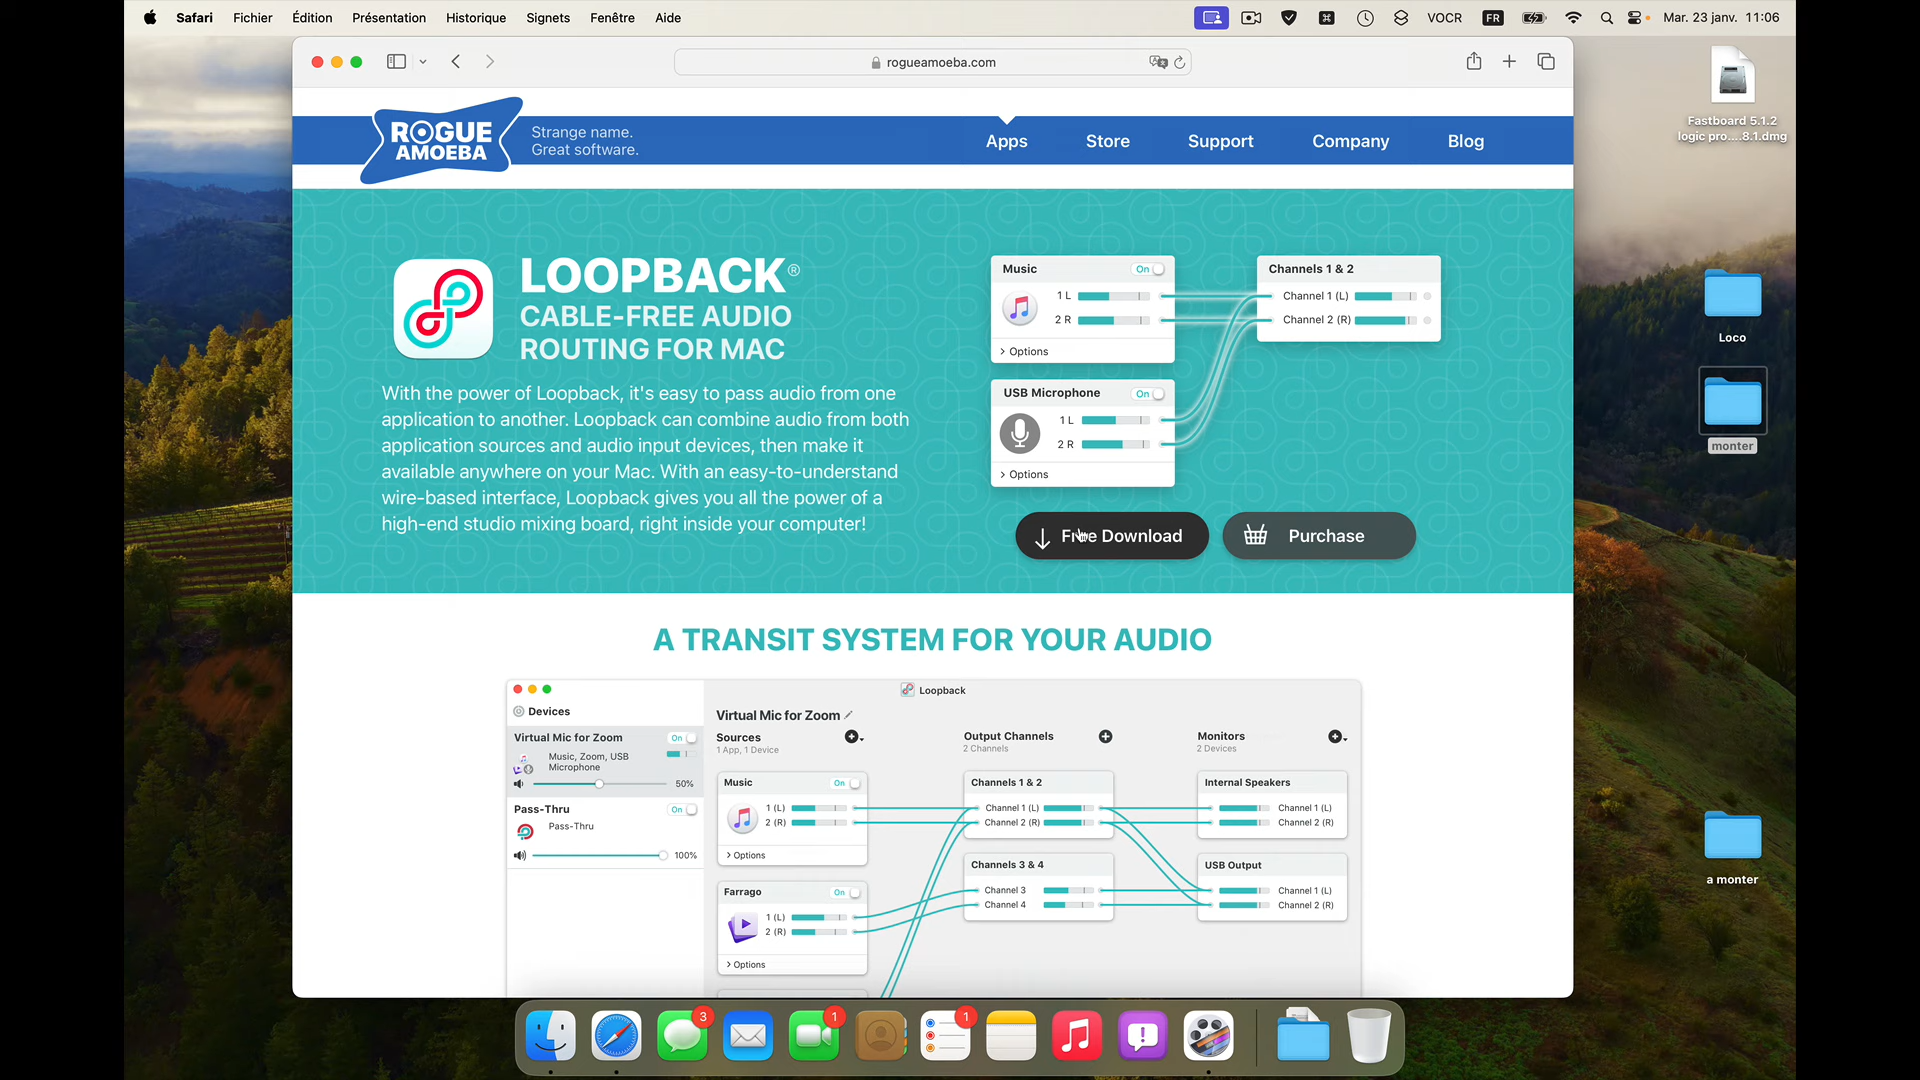 Safari Fichier Édition Présentation Historique Signets Fenêtre Aide VOCR FR Mar. 23 janv. 11:06
rogueamoeba.com
ROGUE
AMOEBA
Strange name.
Great software.
Apps Store Support Company Blog
LOOPBACK®
CABLE-FREE AUDIO
ROUTING FOR MAC
With the power of Loopback, it's easy to pass audio from one
application to another. Loopback can combine audio from both
application sources and audio input devices, then make it
available anywhere on your Mac. With an easy-to-understand
wire-based interface, Loopback gives you all the power of a
high-end studio mixing board, right inside your computer!
Music On
1 L
2 R
> Options
USB Microphone On
1 L
2 R
> Options
Channels 1 & 2
Channel 1 (L)
Channel 2 (R)
Free Download
Purchase
A TRANSIT SYSTEM FOR YOUR AUDIO
Loopback
Devices
Virtual Mic for Zoom On
Music, Zoom, USB
Microphone
50%
Pass-Thru On
Pass-Thru
100%
Virtual Mic for Zoom
Sources
1 App, 1 Device
Music On
1 (L)
2 (R)
> Options
Farrago On
1 (L)
2 (R)
> Options
Output Channels
2 Channels
Channels 1 & 2
Channel 1 (L)
Channel 2 (R)
Channels 3 & 4
Channel 3
Channel 4
Monitors
2 Devices
Internal Speakers
Channel 1 (L)
Channel 2 (R)
USB Output
Channel 1 (L)
Channel 2 (R)
Fastboard 5.1.2
logic pro....8.1.dmg
Loco
monter
a monter
3
1
1